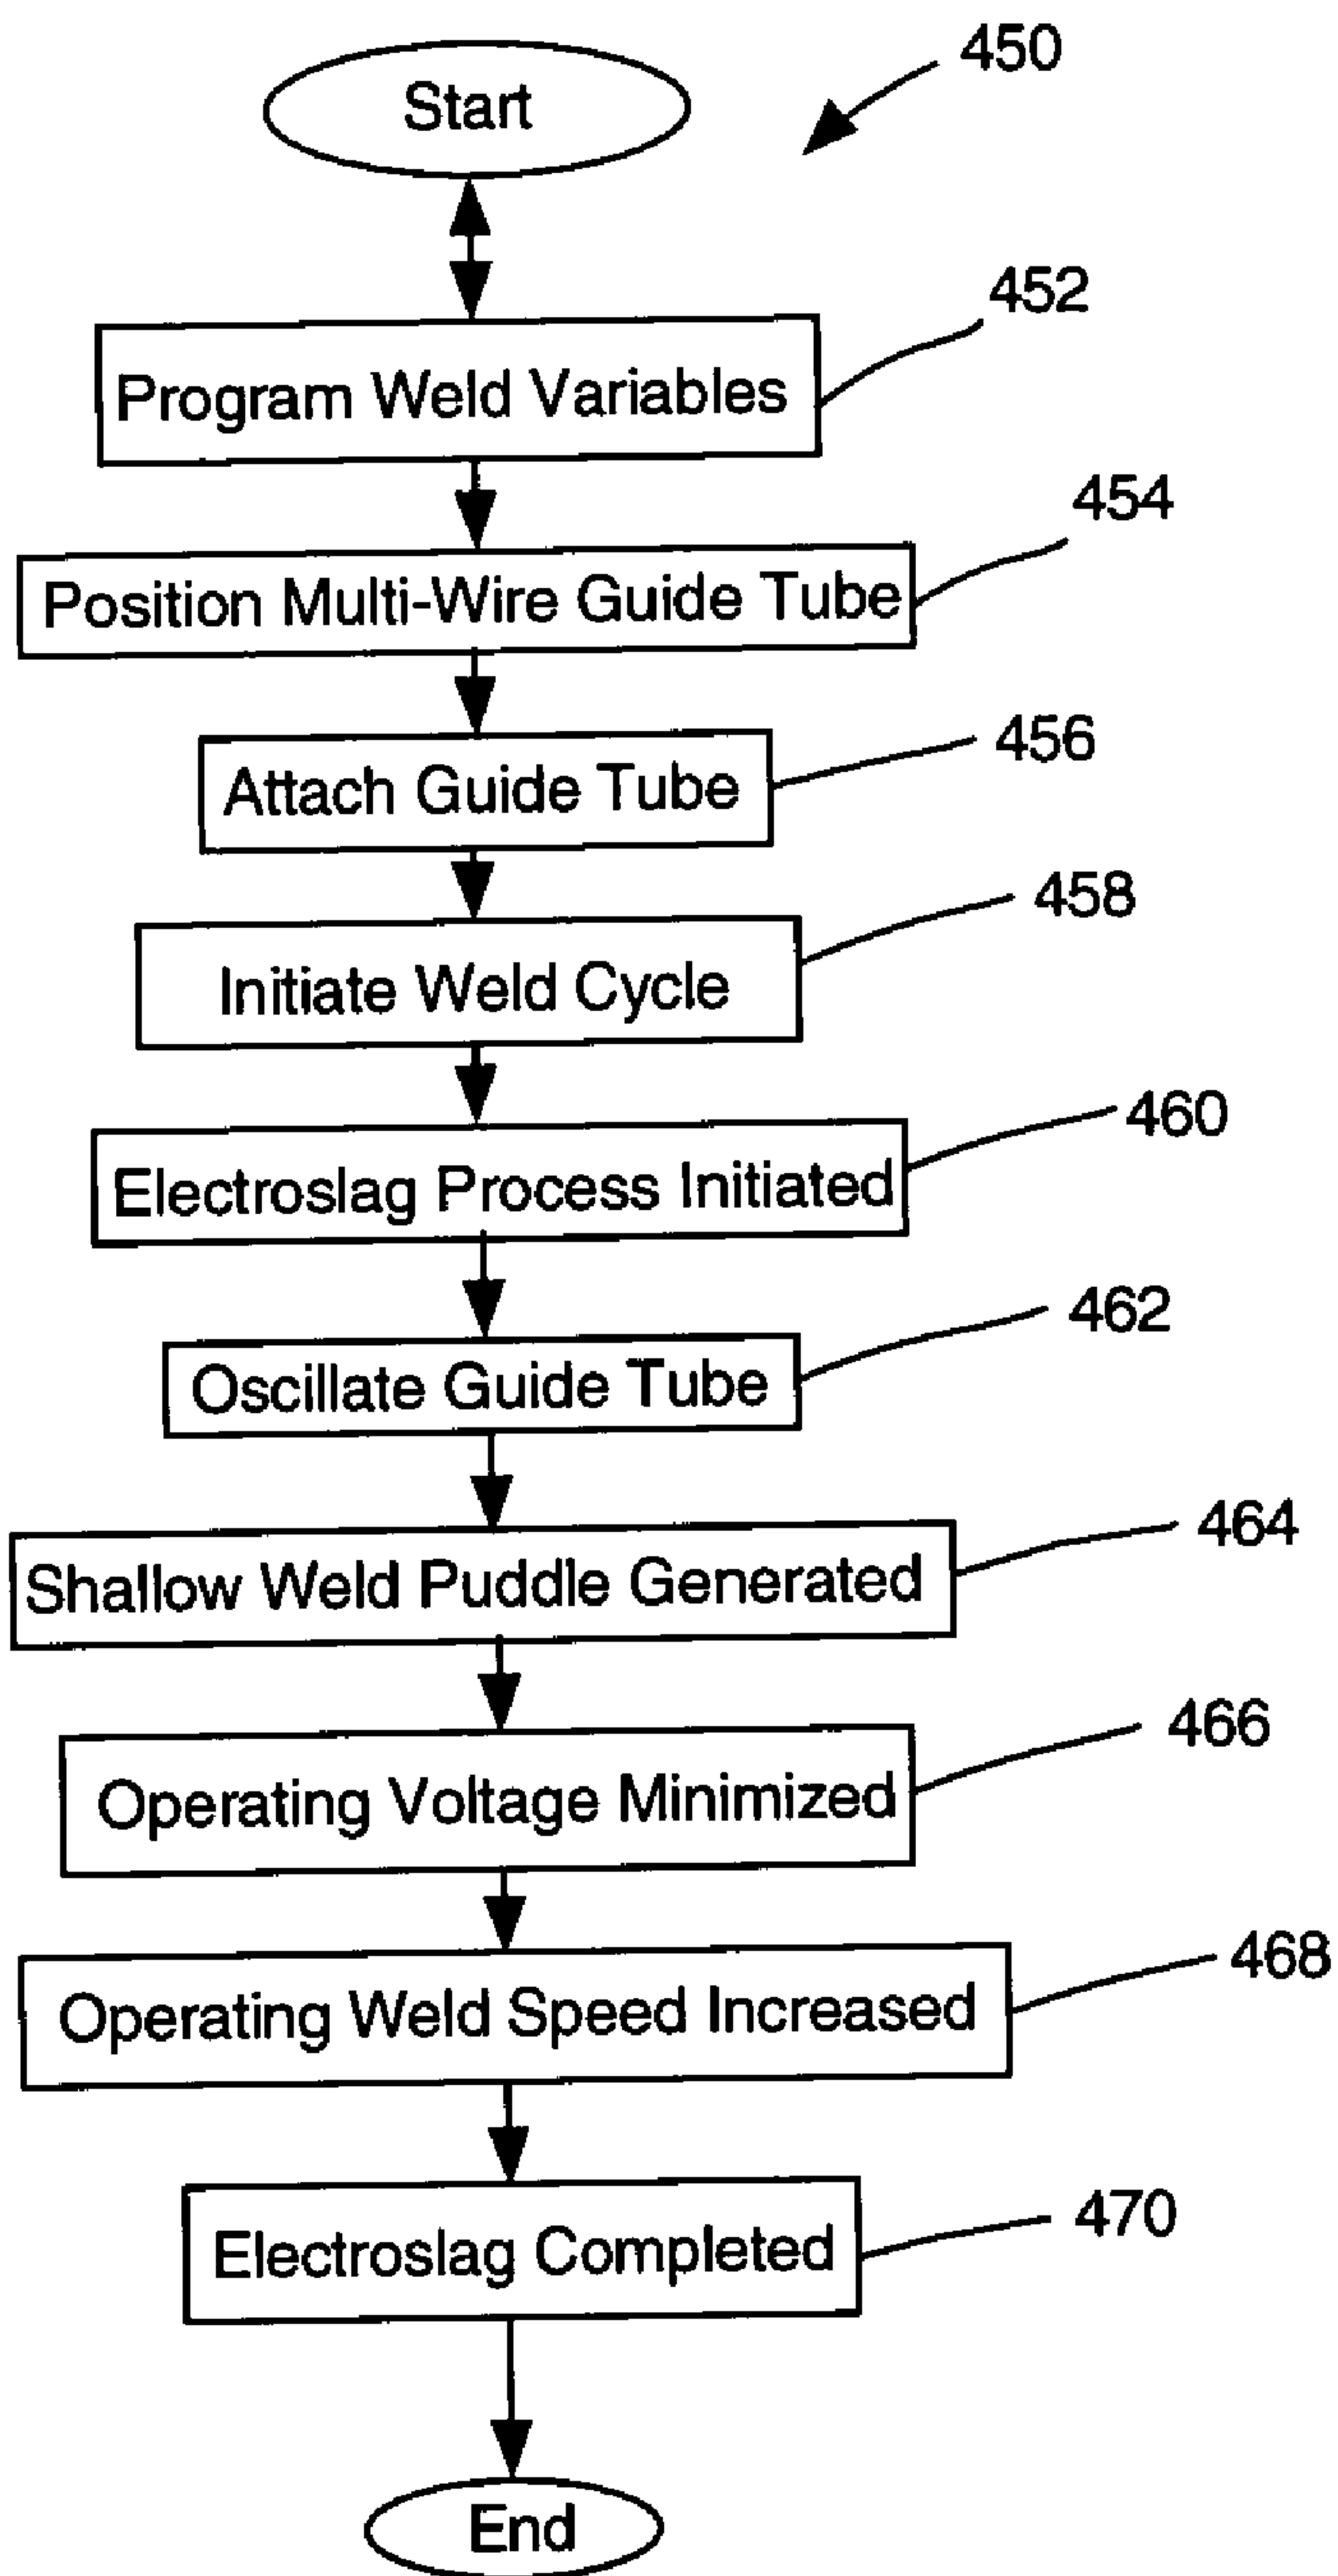 450
Start
452
Program Weld Variables
454
Position Multi-Wire Guide Tube
456
Attach Guide Tube
458
Initiate Weld Cycle
460
Electroslag Process Initiated
462
Oscillate Guide Tube
464
Shallow Weld Puddle Generated
466
Operating Voltage Minimized
468
Operating Weld Speed Increased
470
Electroslag Completed
End